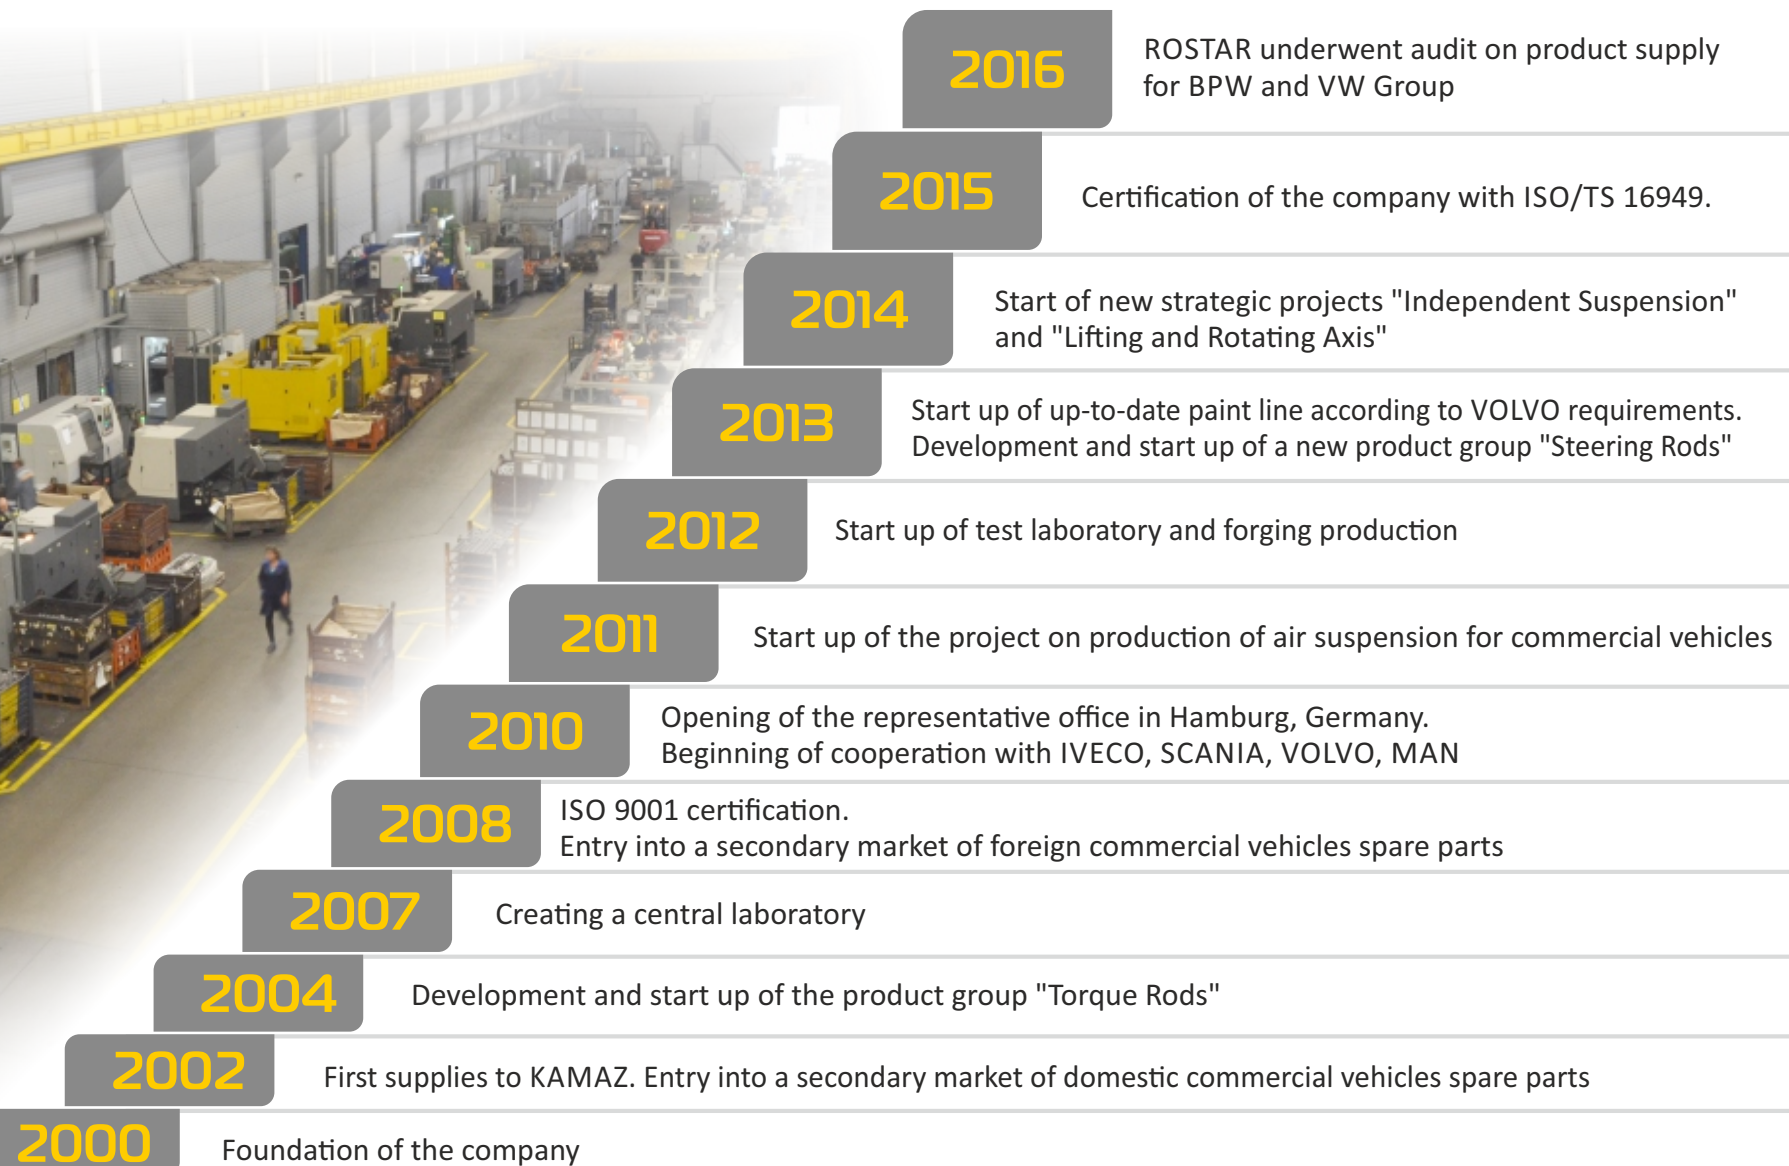 2016
ROSTAR underwent audit on product supply
for BPW and VW Group
2015
Certification of the company with ISO/TS 16949.
2014
Start of new strategic projects "Independent Suspension"
and "Lifting and Rotating Axis"
2013
Start up of up-to-date paint line according to VOLVO requirements.
Development and start up of a new product group "Steering Rods"
2012
Start up of test laboratory and forging production
2011
Start up of the project on production of air suspension for commercial vehicles
2010
Opening of the representative office in Hamburg, Germany.
Beginning of cooperation with IVECO, SCANIA, VOLVO, MAN
2008
ISO 9001 certification.
Entry into a secondary market of foreign commercial vehicles spare parts
2007
Creating a central laboratory
2004
Development and start up of the product group "Torque Rods"
2002
First supplies to KAMAZ. Entry into a secondary market of domestic commercial vehicles spare parts
2000
Foundation of the company